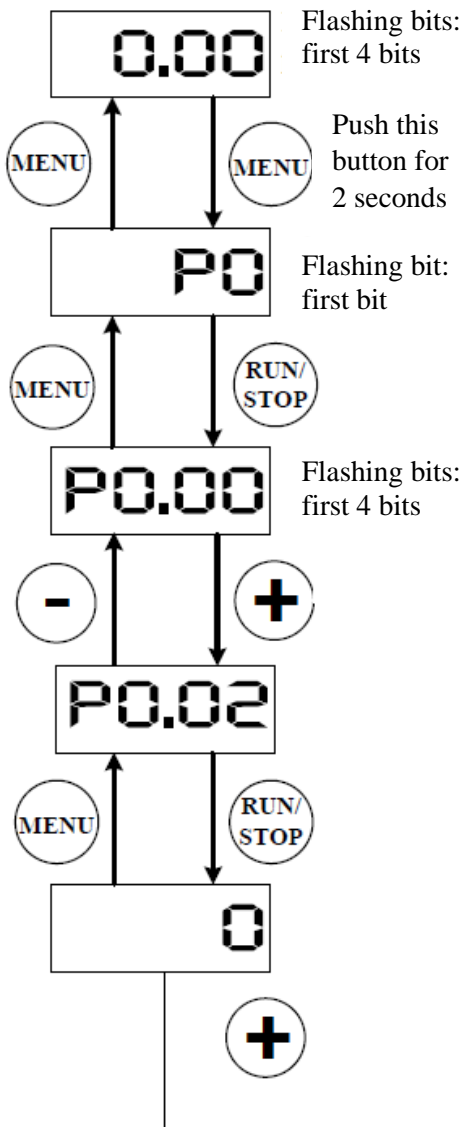 0.00
Flashing bits:
first 4 bits
MENU
MENU
Push this
button for
2 seconds
P0
Flashing bit:
first bit
MENU
RUN/
STOP
P0.00
Flashing bits:
first 4 bits
-
+
P0.02
MENU
RUN/
STOP
0
+